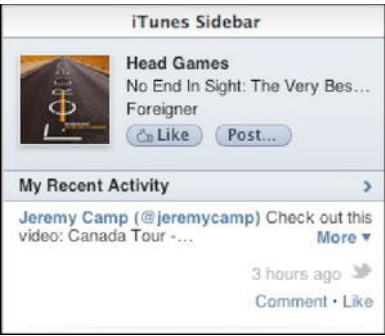 iTunes Sidebar
Head Games
No End In Sight: The Very Bes...
Foreigner
Like Post...
My Recent Activity
Jeremy Camp (@jeremycamp) Check out this
video: Canada Tour -... More
3 hours ago
Comment • Like